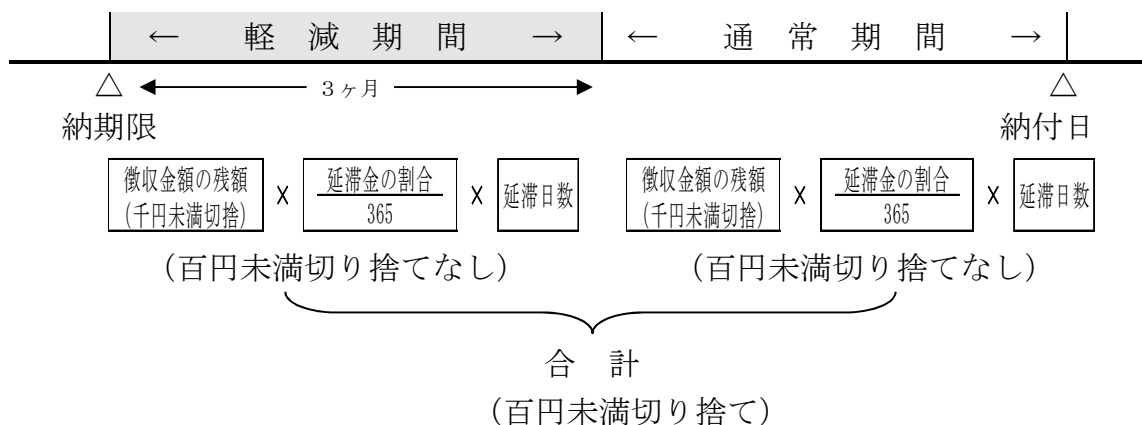 ← 軽減期間 → ← 通常期間 →
△ 3ヶ月 △
納期限 納付日
徴収金額の残額 延滞金の割合 徴収金額の残額 延滞金の割合
× × 延滞日数 × × 延滞日数
(千円未満切捨) 365 (千円未満切捨) 365
(百円未満切り捨てなし) (百円未満切り捨てなし)
合計
(百円未満切り捨て)